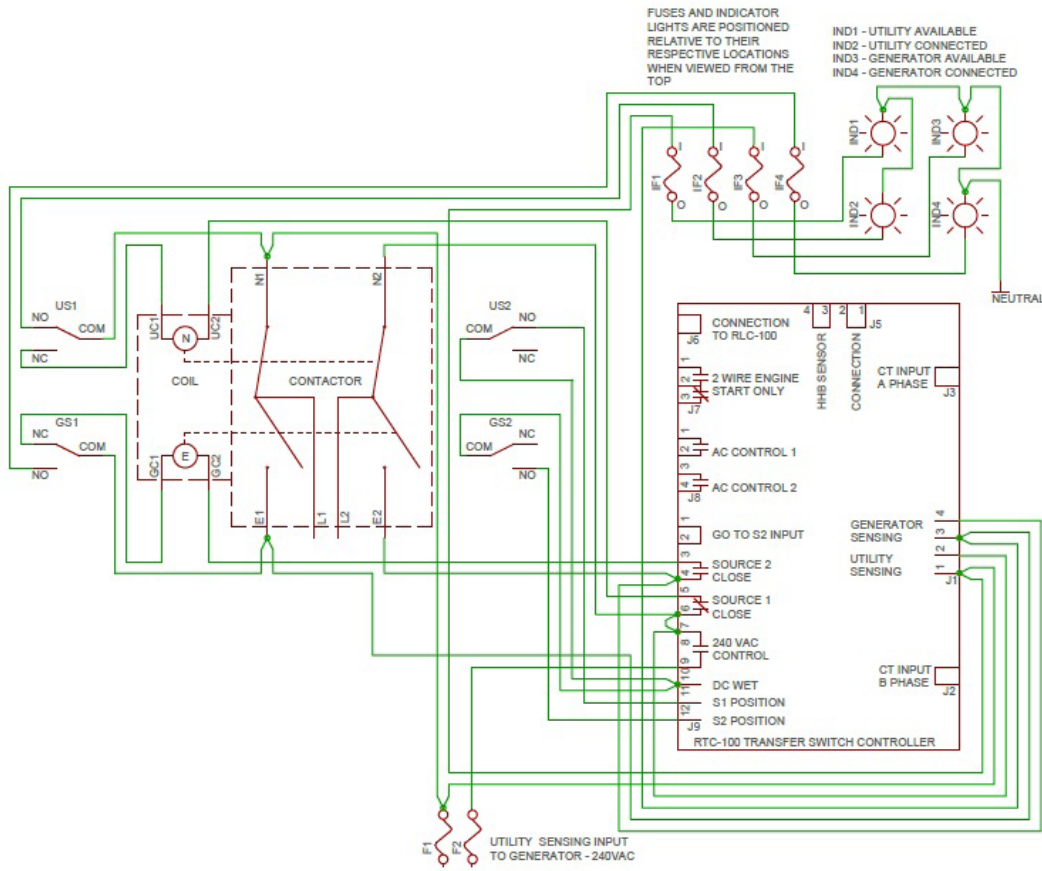 FUSES AND INDICATOR
LIGHTS ARE POSITIONED
RELATIVE TO THEIR
RESPECTIVE LOCATIONS
WHEN VIEWED FROM THE
TOP
IND1 - UTILITY AVAILABLE
IND2 - UTILITY CONNECTED
IND3 - GENERATOR AVAILABLE
IND4 - GENERATOR CONNECTED
IND1
IND3
IND2
IND4
NEUTRAL
I
I
I
I
IF1
IF2
IF3
IF4
O
O
O
O
US1
NO
COM
NC
UC1
N
UC2
COIL
N1
N2
CONTACTOR
GS1
NC
COM
NO
GC1
E
GC2
E1
L1
L2
E2
US2
NO
COM
NC
GS2
NC
COM
NO
J6
CONNECTION
TO RLC-100
1
2
3
J7
2 WIRE ENGINE
START ONLY
1
2
AC CONTROL 1
3
4
AC CONTROL 2
J8
1
2
GO TO S2 INPUT
3
4
SOURCE 2
CLOSE
5
6
SOURCE 1
CLOSE
7
8
240 VAC
CONTROL
9
10
11
DC WET
12
S1 POSITION
S2 POSITION
J9
4
3
2
1
J5
HHB SENSOR
CONNECTION
CT INPUT
A PHASE
J3
GENERATOR
SENSING
UTILITY
SENSING
4
3
2
1
J1
CT INPUT
B PHASE
J2
RTC-100 TRANSFER SWITCH CONTROLLER
F1
F2
UTILITY SENSING INPUT
TO GENERATOR - 240VAC